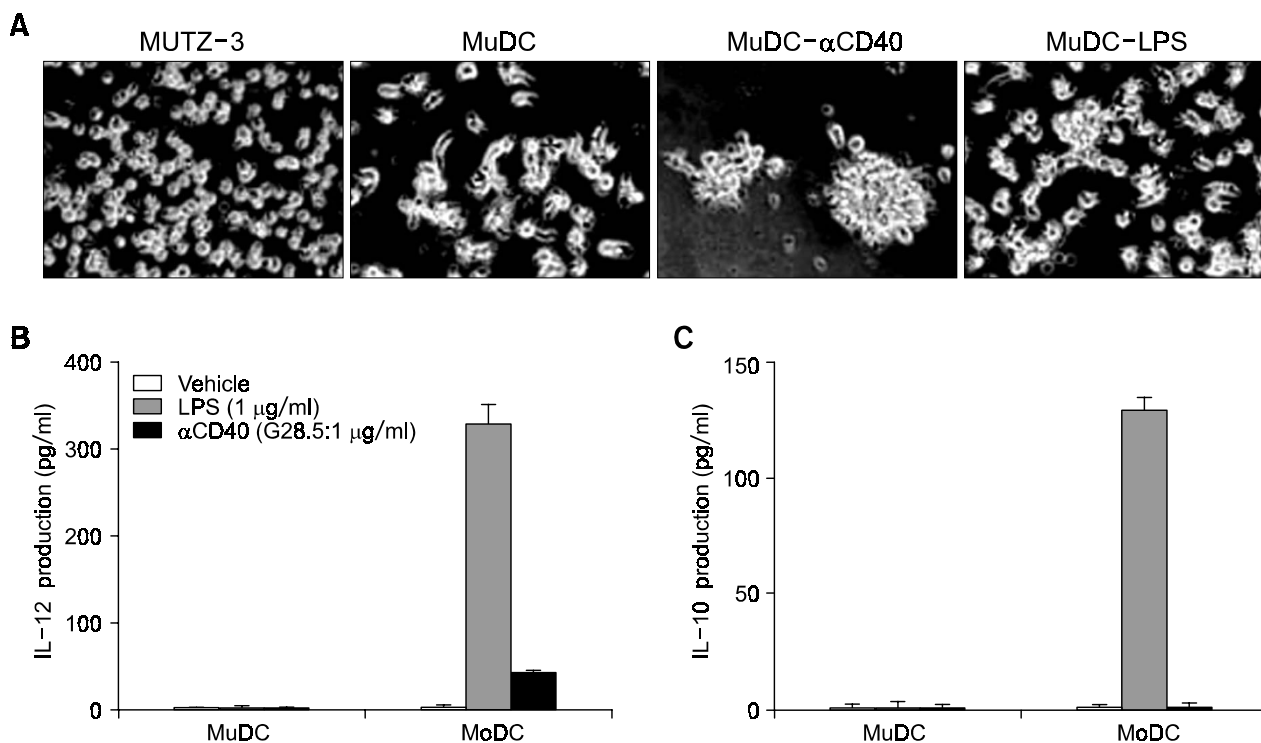 A
MUTZ-3 MuDC MuDC-αCD40 MuDC-LPS
B
IL-12 production (pg/ml)
400
300
200
100
0
Vehicle
LPS (1 μg/ml)
αCD40 (G28.5:1 μg/ml)
MuDC MoDC
C
IL-10 production (pg/ml)
150
100
50
0
MuDC MoDC